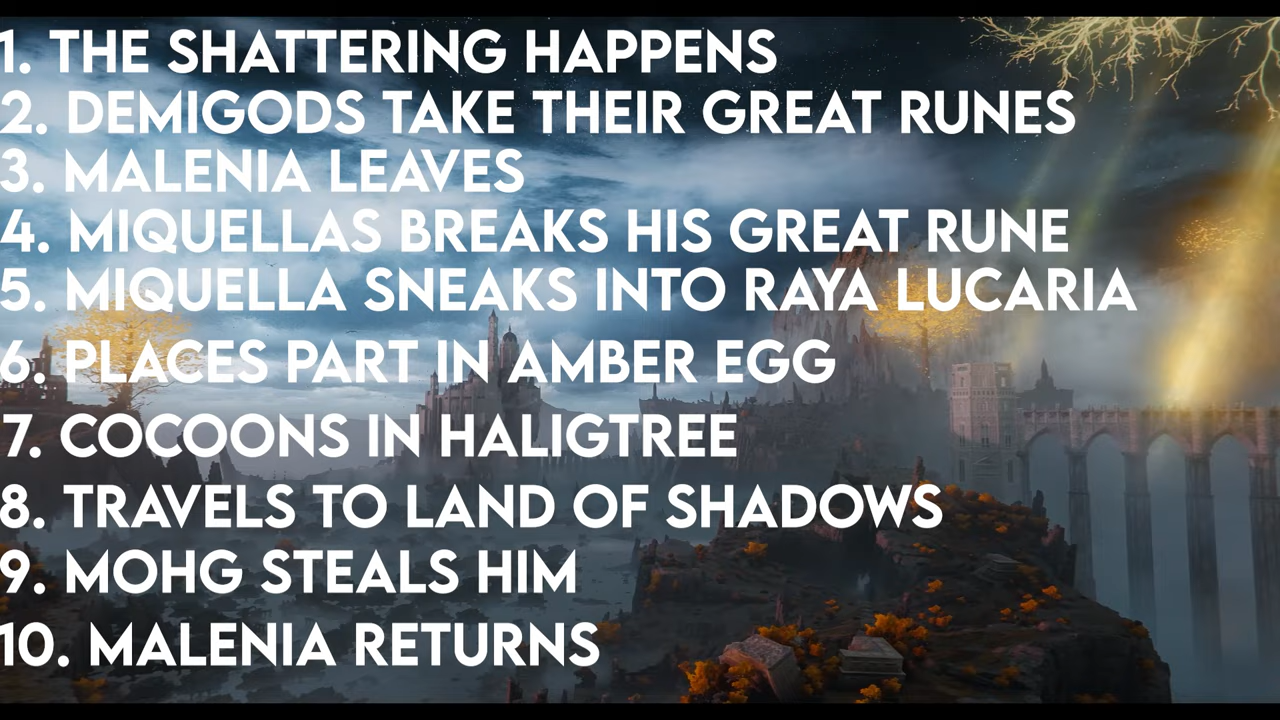 1. THE SHATTERING HAPPENS
2. DEMIGODS TAKE THEIR GREAT RUNES
3. MALENIA LEAVES
4. MIQUELLAS BREAKS HIS GREAT RUNE
5. MIQUELLA SNEAKS INTO RAYA LUCARIA
6. PLACES PART IN AMBER EGG
7. COCOONS IN HALIGTREE
8. TRAVELS TO LAND OF SHADOWS
9. MOHG STEALS HIM
10. MALENIA RETURNS